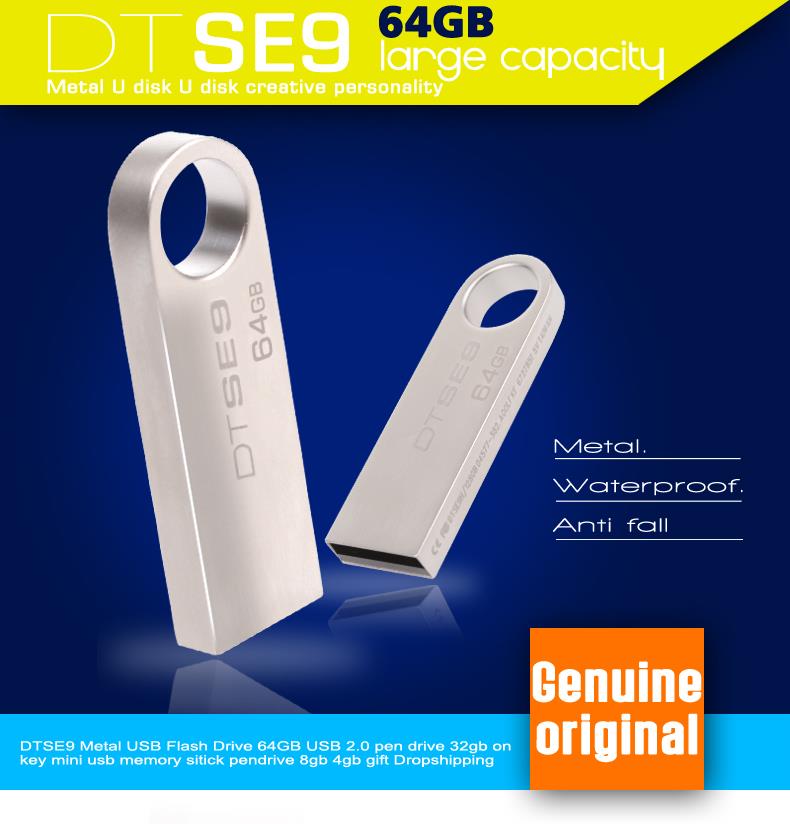 DTSE9 64GB
large capacity
Metal U disk U disk creative personality
DTSE9
64GB
DTSE9
64GB
Metal.
Waterproof.
Anti fall
Genuine
original
DTSE9 Metal USB Flash Drive 64GB USB 2.0 pen drive 32gb on
key mini usb memory sitick pendrive 8gb 4gb gift Dropshipping